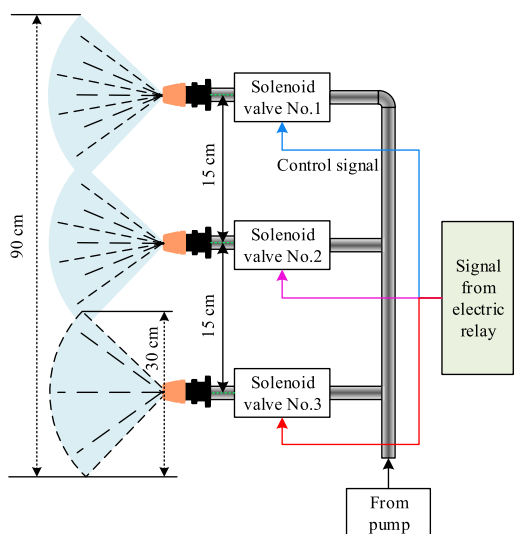 Solenoid
valve No.1
Control signal
15 cm
90 cm
Solenoid
valve No.2
Signal
from
electric
relay
15 cm
30 cm
Solenoid
valve No.3
From
pump